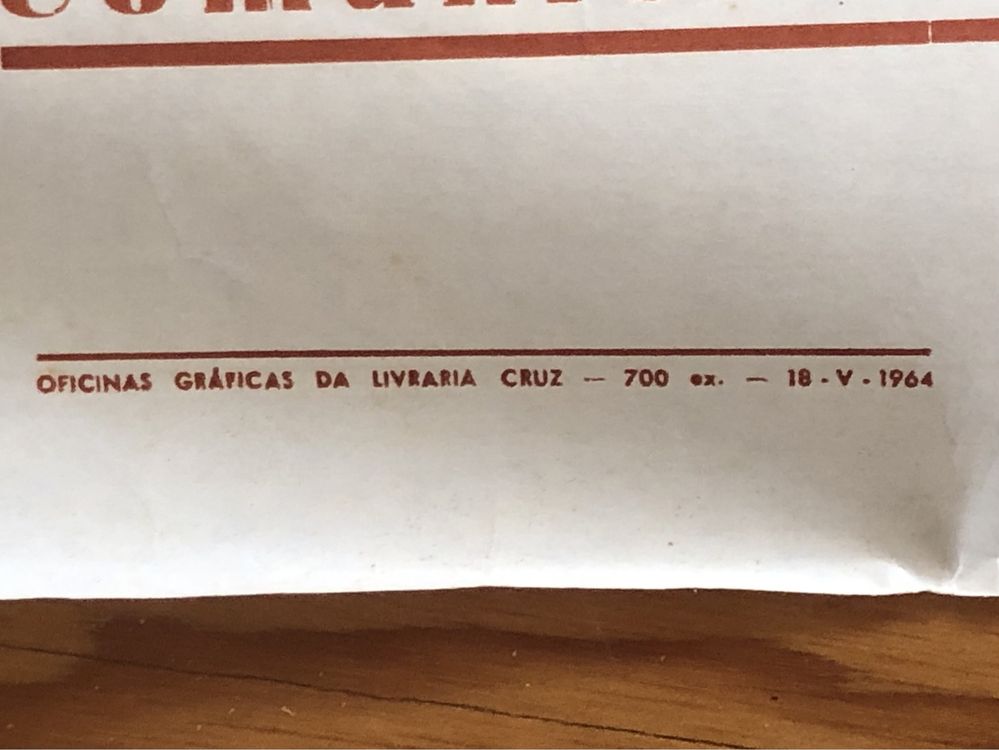 OFICINAS GRÁFICAS DA LIVRARIA CRUZ — 700 ex. — 18 - V - 1964